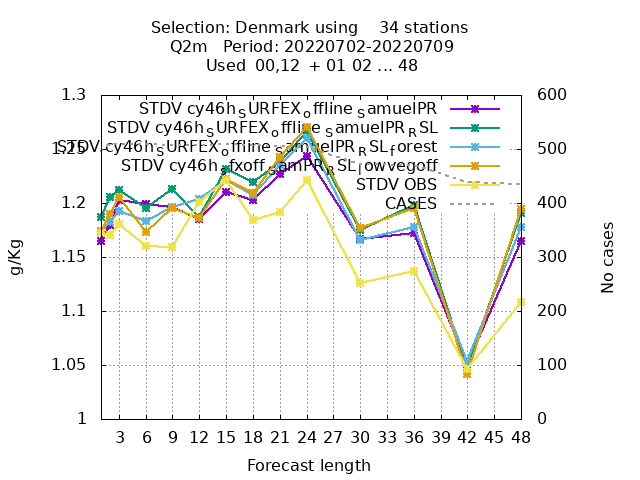 Selection: Denmark using    34 stations
Q2m   Period: 20220702-20220709
Used  00,12  + 01 02 ... 48
1.3
1.25
1.2
1.15
1.1
1.05
1
g/Kg
STDV cy46h_SURFEX_offline_SamuelPR
STDV cy46h_SURFEX_offline_SamuelPR_RSL
STDV cy46h_SURFEX_offline_samuelPR_RSL_forest
STDV cy46h_sfxoff_samPR_RSL_lowvegoff
STDV OBS
CASES
600
500
400
300
200
100
0
No cases
3 6 9 12 15 18 21 24 27 30 33 36 39 42 45 48
Forecast length